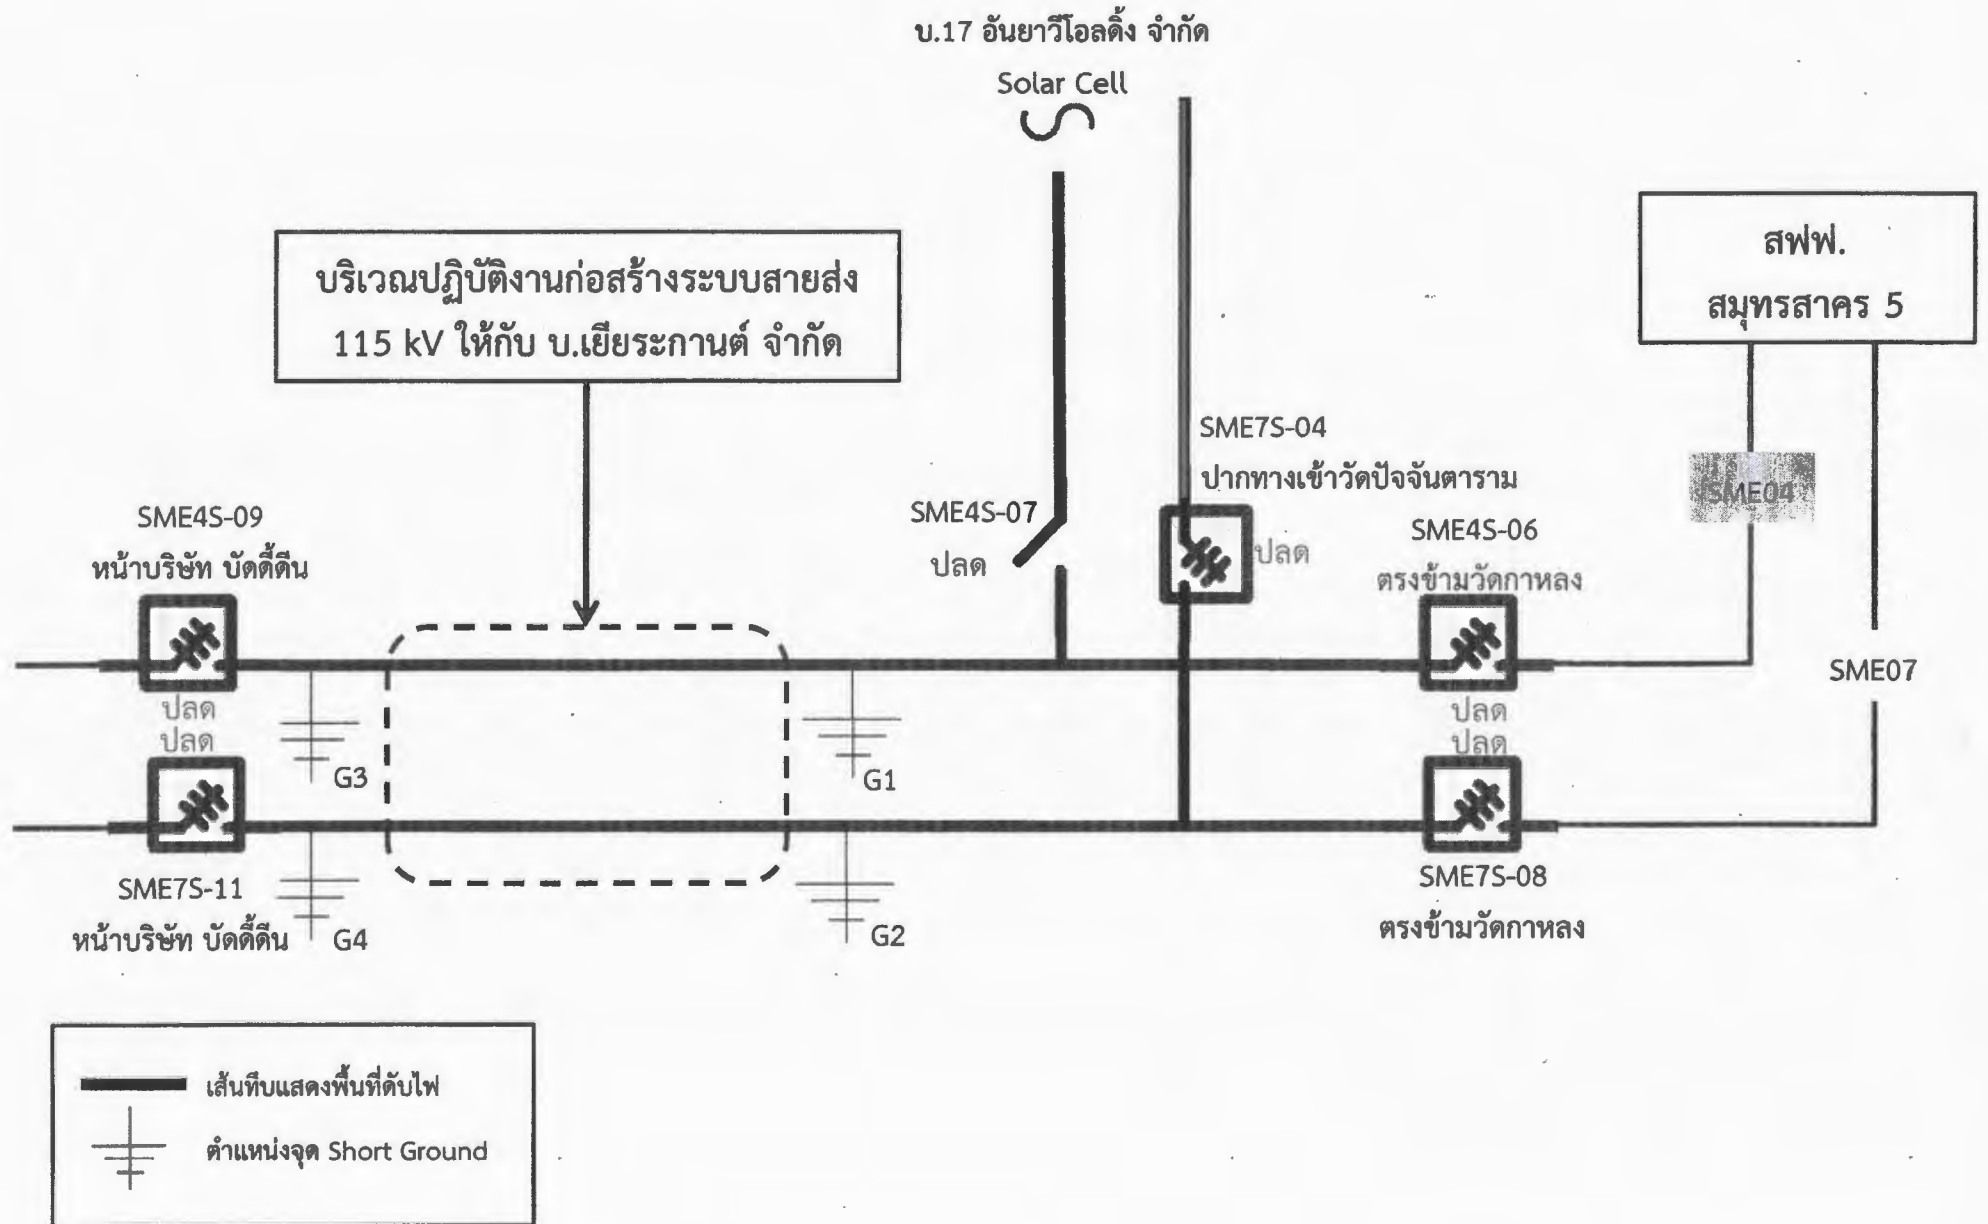 บ.17 อันยาวีโฮลดิ้ง จำกัด
Solar Cell
สฟฟ.
สมุทรสาคร 5
บริเวณปฏิบัติงานก่อสร้างระบบสายส่ง
115 kV ให้กับ บ.เยียระกานต์ จำกัด
SME7S-04
ปากทางเข้าวัดปัจจันตาราม
SME04
SME4S-09
หน้าบริษัท บัดดี้ดีน
SME4S-07
ปลด
ปลด
SME4S-06
ตรงข้ามวัดกาหลง
SME07
ปลด
ปลด
ปลด
ปลด
G3
G1
SME7S-11
หน้าบริษัท บัดดี้ดีน
G4
G2
SME7S-08
ตรงข้ามวัดกาหลง
เส้นทึบแสดงพื้นที่ดับไฟ
ตำแหน่งจุด Short Ground